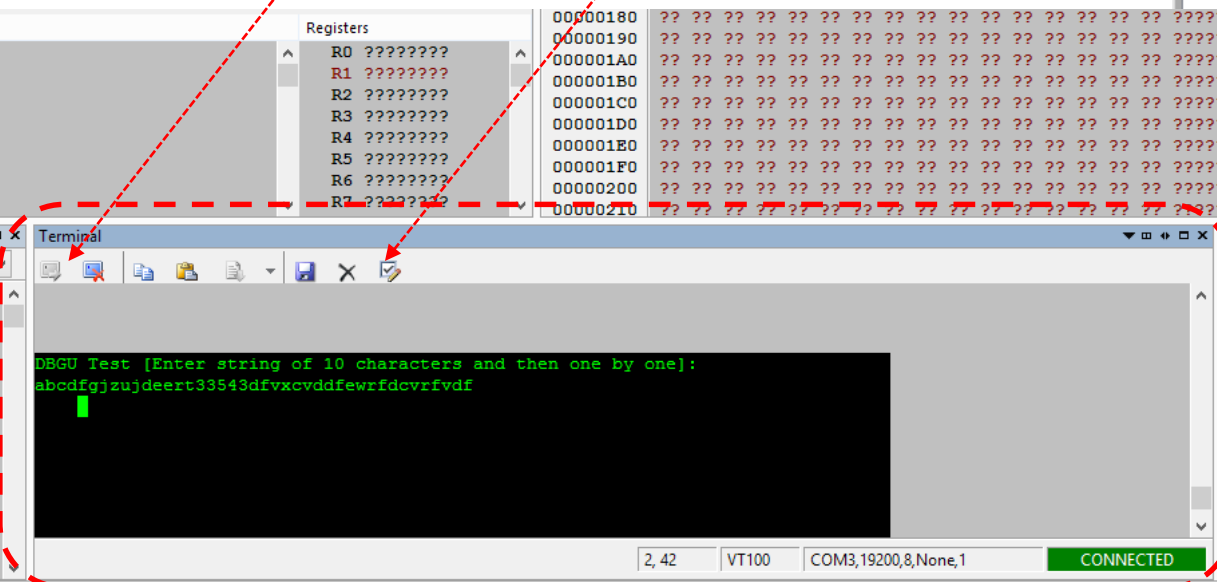 Registers
R0 ????????
R1 ????????
R2 ????????
R3 ????????
R4 ????????
R5 ????????
R6 ????????
R7 ????????
00000180 ?? ?? ?? ?? ?? ?? ?? ?? ?? ?? ?? ?? ?? ?? ?? ?? ????
00000190 ?? ?? ?? ?? ?? ?? ?? ?? ?? ?? ?? ?? ?? ?? ?? ?? ????
000001A0 ?? ?? ?? ?? ?? ?? ?? ?? ?? ?? ?? ?? ?? ?? ?? ?? ????
000001B0 ?? ?? ?? ?? ?? ?? ?? ?? ?? ?? ?? ?? ?? ?? ?? ?? ????
000001C0 ?? ?? ?? ?? ?? ?? ?? ?? ?? ?? ?? ?? ?? ?? ?? ?? ????
000001D0 ?? ?? ?? ?? ?? ?? ?? ?? ?? ?? ?? ?? ?? ?? ?? ?? ????
000001E0 ?? ?? ?? ?? ?? ?? ?? ?? ?? ?? ?? ?? ?? ?? ?? ?? ????
000001F0 ?? ?? ?? ?? ?? ?? ?? ?? ?? ?? ?? ?? ?? ?? ?? ?? ????
00000200 ?? ?? ?? ?? ?? ?? ?? ?? ?? ?? ?? ?? ?? ?? ?? ?? ????
00000210 ?? ?? ?? ?? ?? ?? ?? ?? ?? ?? ?? ?? ?? ?? ?? ?? ????
Terminal
DBGU Test [Enter string of 10 characters and then one by one]:
abcdfgjzujdeert33543dfvxcvddfewrfdcvrfvdf
2, 42 VT100 COM3,19200,8,None,1 CONNECTED